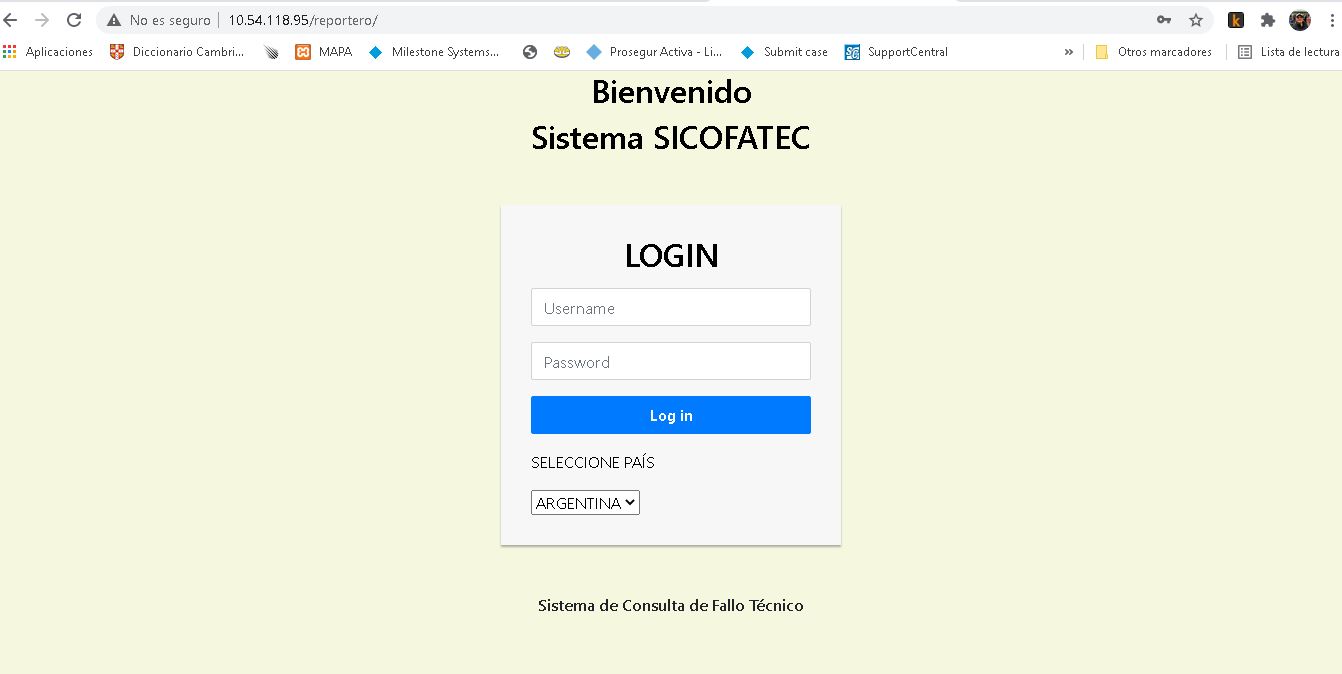 No es seguro 10.54.118.95/reportero/
Aplicaciones Diccionario Cambri... MAPA Milestone Systems... Prosegur Activa - Li... Submit case SupportCentral » Otros marcadores Lista de lectura
Bienvenido
Sistema SICOFATEC
LOGIN
Username
Password
Log in
SELECCIONE PAÍS
ARGENTINA
Sistema de Consulta de Fallo Técnico